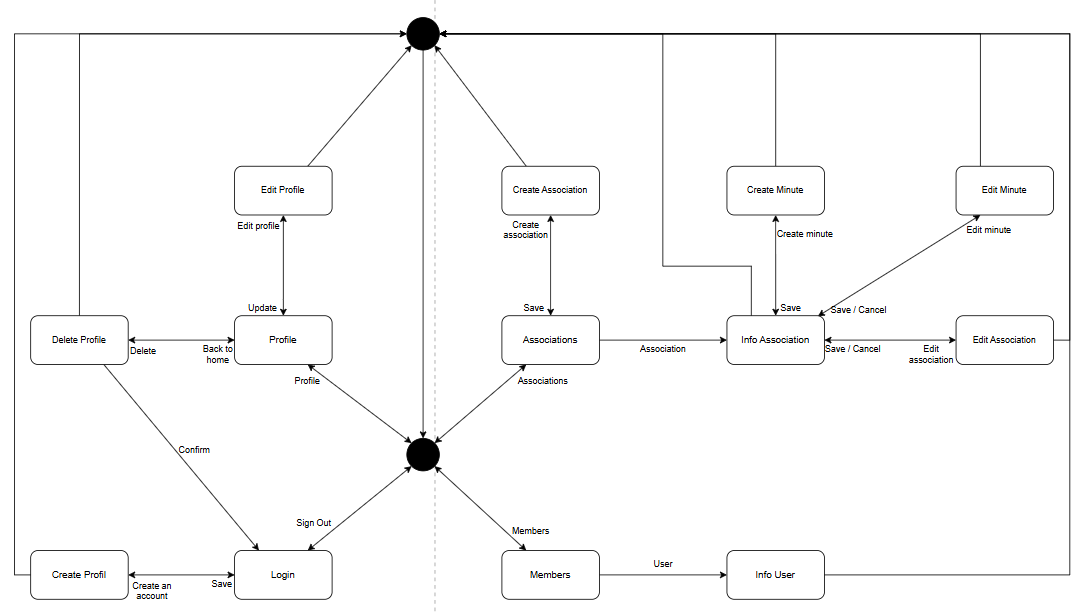 Edit Profile
Create Association
Create Minute
Edit Minute
Edit profile
Create
association
Create minute
Edit minute
Update
Save
Save
Save / Cancel
Delete Profile
Profile
Associations
Info Association
Edit Association
Delete
Back to
home
Association
Save / Cancel
Edit
association
Profile
Associations
Confirm
Sign Out
Members
Create Profil
Login
Members
Info User
Create an
account
Save
User